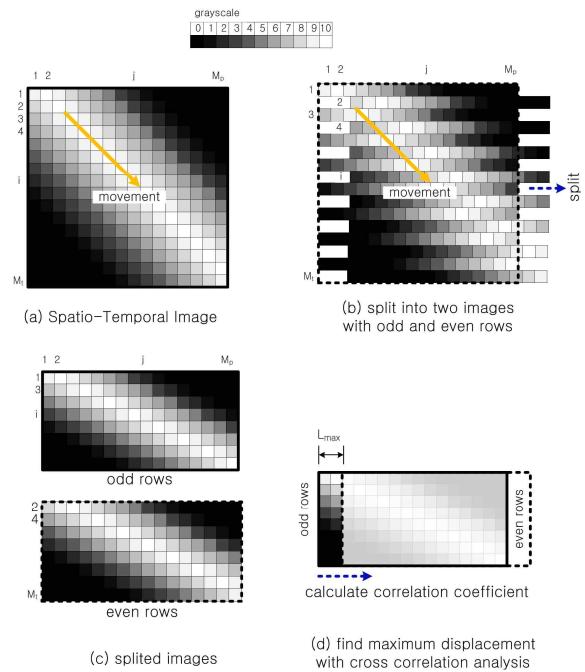 grayscale
0 1 2 3 4 5 6 7 8 9 10
1 2 j Mp
1
2
3
4
i
Mt
movement
(a) Spatio-Temporal Image
1 2 j Mp
1
2
3
4
i
Mt
movement
split
(b) split into two images
with odd and even rows
1 2 j Mp
1
3
i
odd rows
2
4
Mt
even rows
(c) splited images
Lmax
odd rows
even rows
calculate correlation coefficient
(d) find maximum displacement
with cross correlation analysis